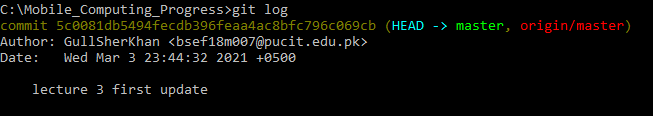 C:\Mobile_Computing_Progress>git log
commit 5c0081db5494fecdb396feaa4ac8bfc796c069cb (HEAD -> master, origin/master)
Author: GullSherKhan <bsef18m007@pucit.edu.pk>
Date:   Wed Mar 3 23:44:32 2021 +0500
    lecture 3 first update